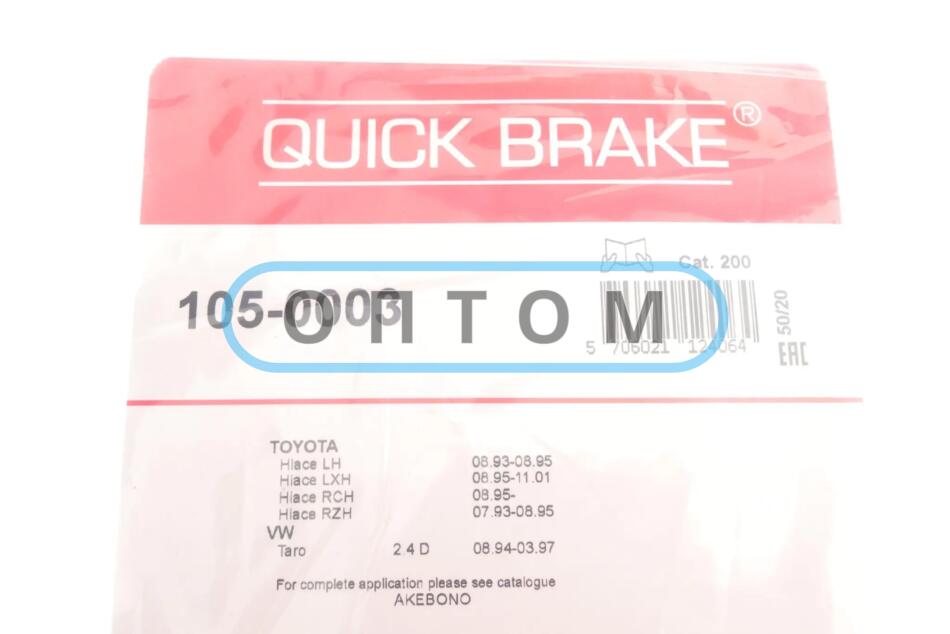 QUICK BRAKE®
Cat. 200
105-0003
ОПТОМ
5 706021 124064
50/20
EAC
TOYOTA
Hiace LH 08.93-08.95
Hiace LXH 08.95-11.01
Hiace RCH 08.95-
Hiace RZH 07.93-08.95
VW
Taro 2.4 D 08.94-03.97
For complete application please see catalogue
AKEBONO